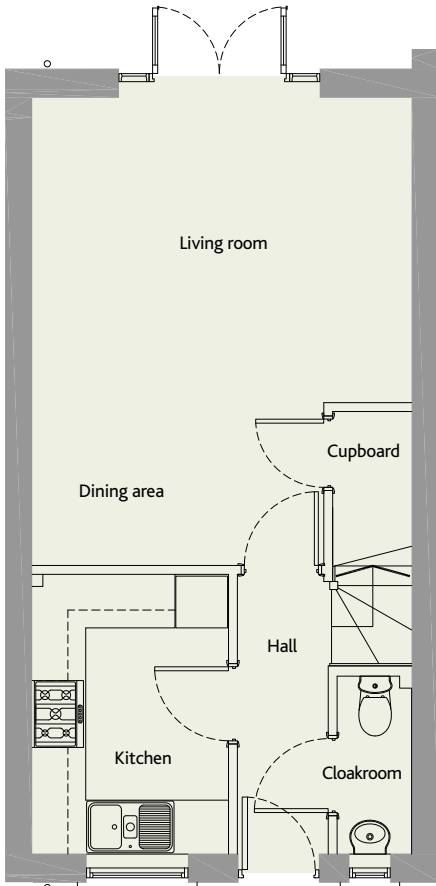 Living room
Cupboard
Dining area
Hall
Kitchen
Cloakroom